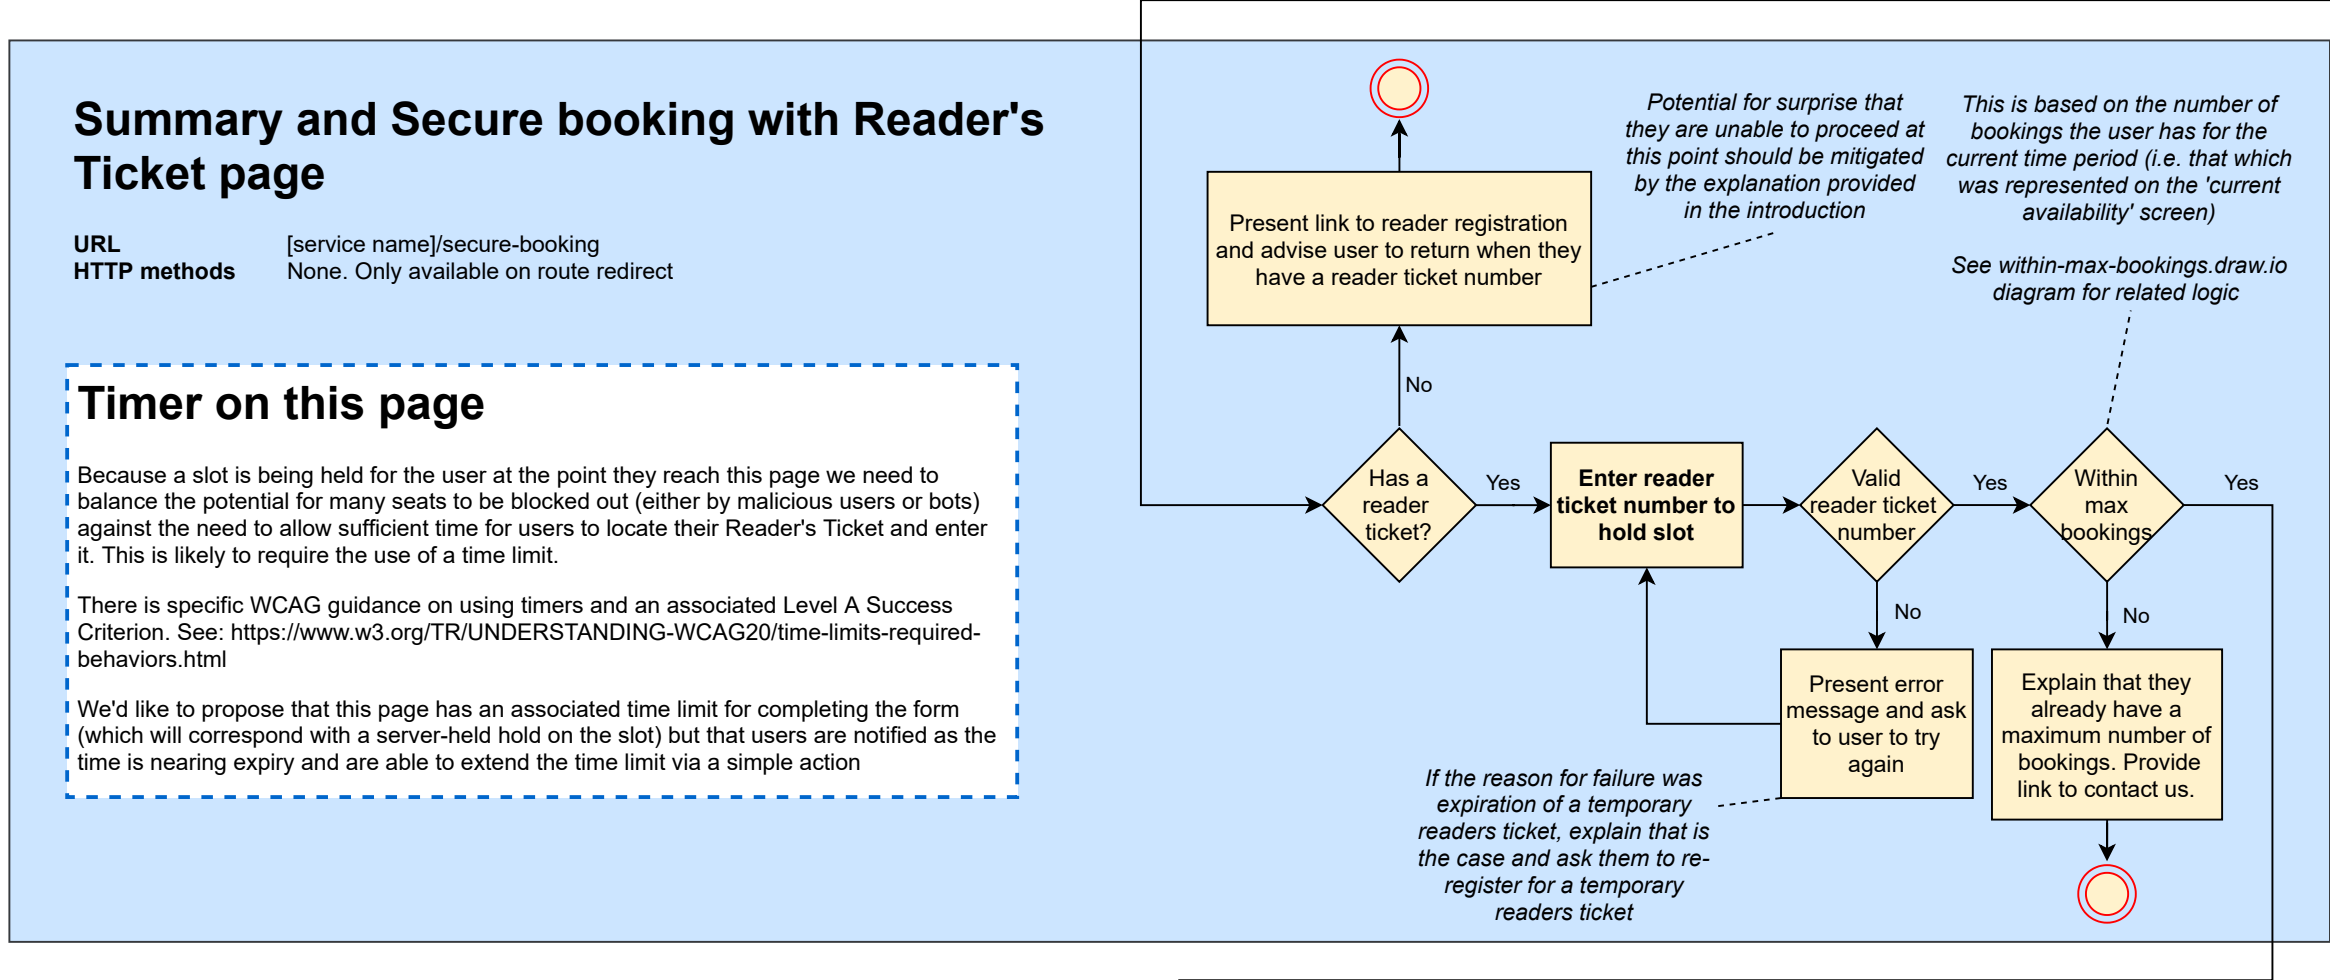 Summary and Secure booking with Reader's
Ticket page
URL [service name]/secure-booking
HTTP methods None. Only available on route redirect
Timer on this page
Because a slot is being held for the user at the point they reach this page we need to
balance the potential for many seats to be blocked out (either by malicious users or bots)
against the need to allow sufficient time for users to locate their Reader's Ticket and enter
it. This is likely to require the use of a time limit.
There is specific WCAG guidance on using timers and an associated Level A Success
Criterion. See: https://www.w3.org/TR/UNDERSTANDING-WCAG20/time-limits-required-
behaviors.html
We'd like to propose that this page has an associated time limit for completing the form
(which will correspond with a server-held hold on the slot) but that users are notified as the
time is nearing expiry and are able to extend the time limit via a simple action
Present link to reader registration
and advise user to return when they
have a reader ticket number
Potential for surprise that
they are unable to proceed at
this point should be mitigated
by the explanation provided
in the introduction
This is based on the number of
bookings the user has for the
current time period (i.e. that which
was represented on the 'current
availability' screen)
See within-max-bookings.draw.io
diagram for related logic
No
Has a
reader
ticket?
Yes
Enter reader
ticket number to
hold slot
Valid
reader ticket
number
Yes
Within
max
bookings
Yes
No
No
Present error
message and ask
to user to try
again
Explain that they
already have a
maximum number of
bookings. Provide
link to contact us.
If the reason for failure was
expiration of a temporary
readers ticket, explain that is
the case and ask them to re-
register for a temporary
readers ticket